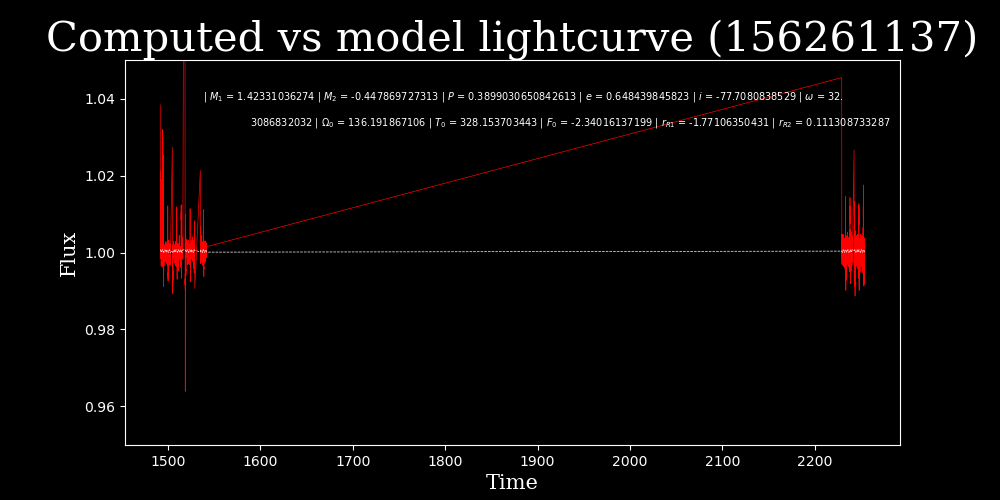 Computed vs model lightcurve (156261137)
| M₁ = 1.42331036274 | M₂ = -0.447869727313 | P = 0.3899030650842613 | e = 0.648439845823 | i = -77.7080838529 | ω = 32.
3086832032 | Ω₀ = 136.191867106 | T₀ = 328.153703443 | F₀ = -2.34016137199 | r_R1 = -1.77106350431 | r_R2 = 0.111308733287
1.04
1.02
1.00
0.98
0.96
Flux
1500 1600 1700 1800 1900 2000 2100 2200
Time